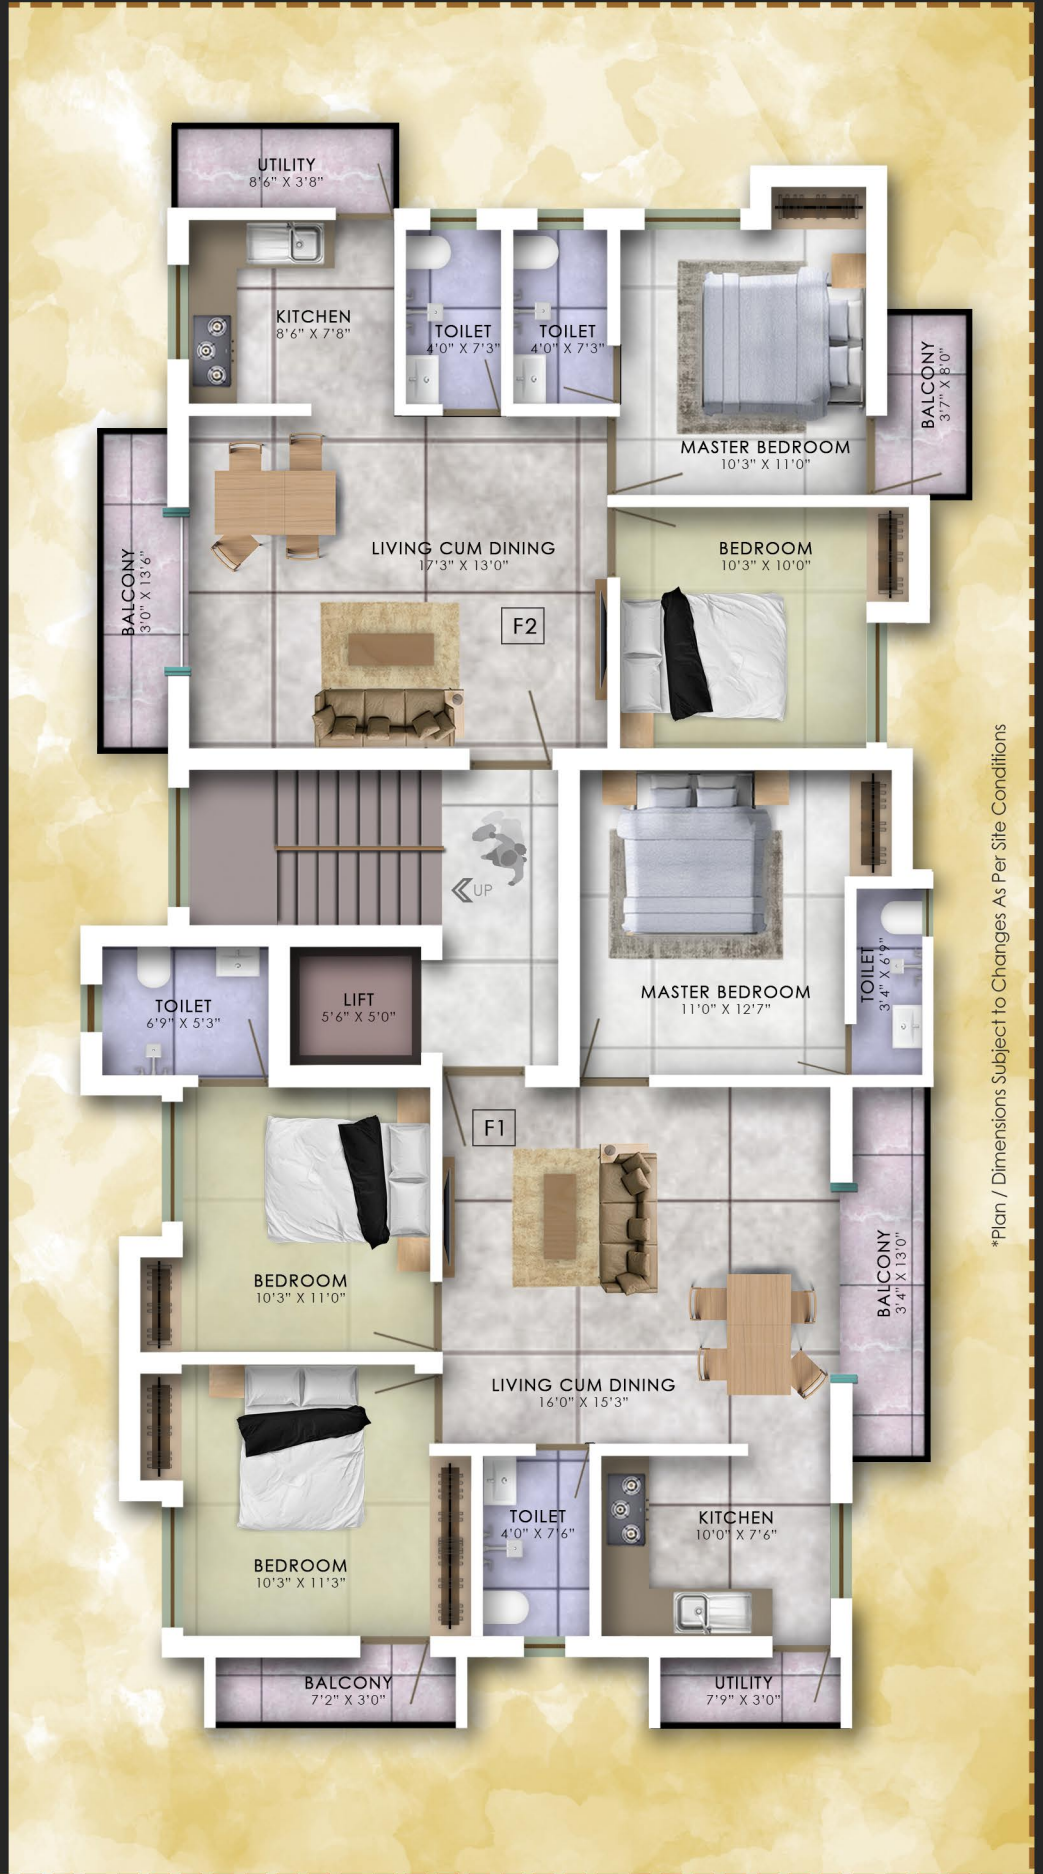 UTILITY
8'6" X 3'8"
KITCHEN
8'6" X 7'8"
TOILET
4'0" X 7'3"
TOILET
4'0" X 7'3"
BALCONY
3'7" X 8'0"
MASTER BEDROOM
10'3" X 11'0"
LIVING CUM DINING
17'3" X 13'0"
BEDROOM
10'3" X 10'0"
BALCONY
3'0" X 13'6"
F2
UP
*Plan / Dimensions Subject to Changes As Per Site Conditions
TOILET
3'4" X 6'9"
MASTER BEDROOM
11'0" X 12'7"
TOILET
6'9" X 5'3"
LIFT
5'6" X 5'0"
F1
BALCONY
3'4" X 13'0"
BEDROOM
10'3" X 11'0"
LIVING CUM DINING
16'0" X 15'3"
TOILET
4'0" X 7'6"
KITCHEN
10'0" X 7'6"
BEDROOM
10'3" X 11'3"
BALCONY
7'2" X 3'0"
UTILITY
7'9" X 3'0"